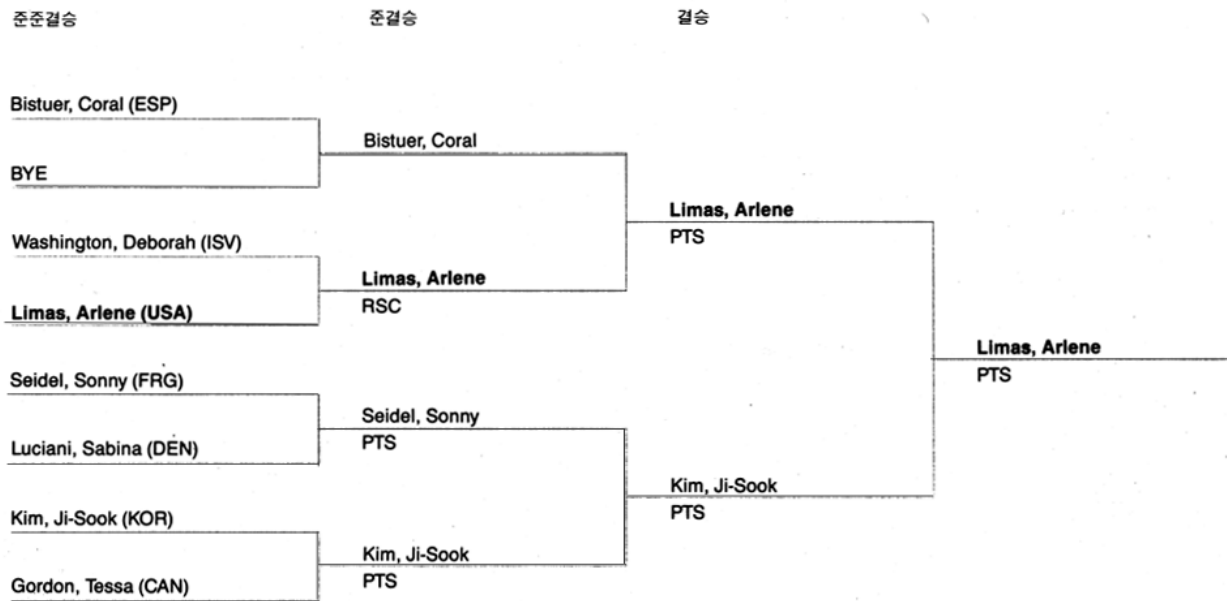 준준결승 준결승 결승
Bistuer, Coral (ESP)
Bistuer, Coral
BYE
Limas, Arlene
PTS
Washington, Deborah (ISV)
Limas, Arlene
RSC
Limas, Arlene (USA)
Limas, Arlene
PTS
Seidel, Sonny (FRG)
Seidel, Sonny
PTS
Luciani, Sabina (DEN)
Kim, Ji-Sook
PTS
Kim, Ji-Sook (KOR)
Kim, Ji-Sook
PTS
Gordon, Tessa (CAN)